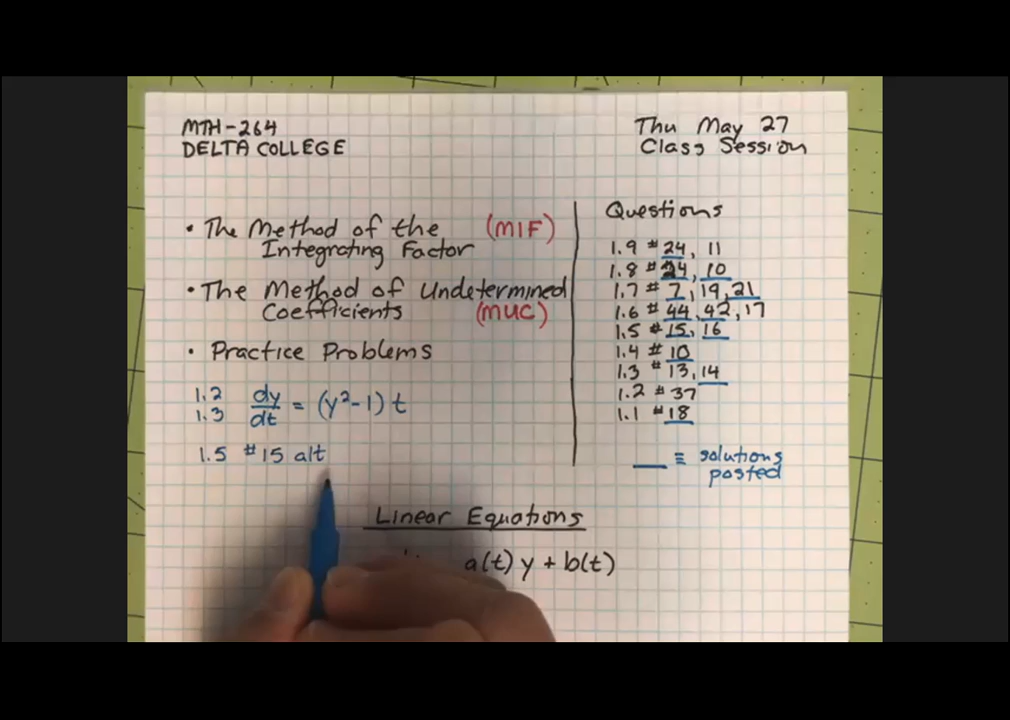 MTH-264
DELTA COLLEGE
Thu May 27
Class Session
• The Method of the (MIF)
Integrating Factor
• The Method of Undetermined
Coefficients (MUC)
• Practice Problems
1.2
1.3 dy/dt = (y²-1) t
1.5 #15 alt
Questions
1.9 #24, 11
1.8 #24, 10
1.7 #7, 19, 21
1.6 #44, 42, 17
1.5 #15, 16
1.4 #10
1.3 #13, 14
1.2 #37
1.1 #18
___ ≡ solutions
posted
Linear Equations
a(t) y + b(t)